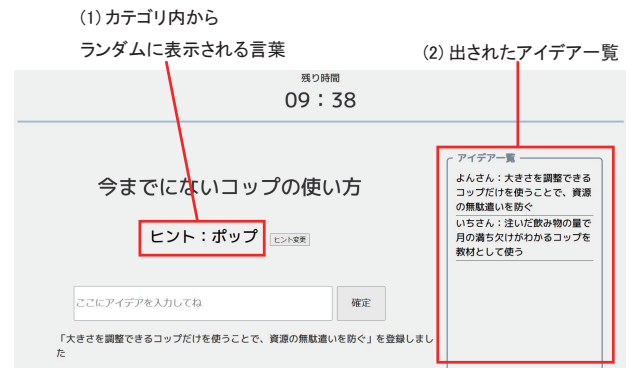 (1) カテゴリ内から
ランダムに表示される言葉
(2) 出されたアイデア一覧
残り時間
09：38
今までにないコップの使い方
ヒント：ポップ
ヒント変更
ここにアイデアを入力してね
確定
「大きさを調整できるコップだけを使うことで、資源の無駄遣いを防ぐ」を登録しまし
た
アイデア一覧
よんさん：大きさを調整できる
コップだけを使うことで、資源
の無駄遣いを防ぐ
いちさん：注いだ飲み物の量で
月の満ち欠けがわかるコップを
教材として使う